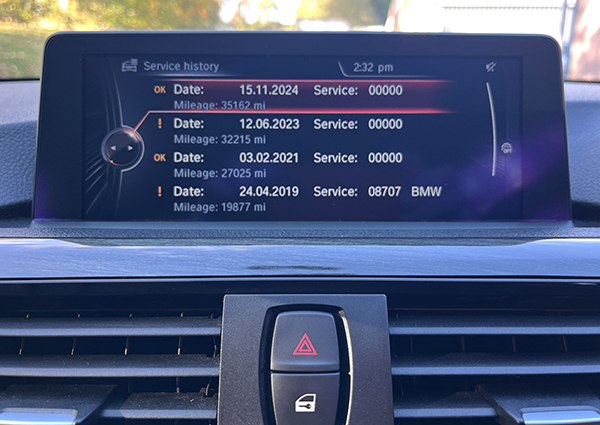 Service history 2:32 pm
OK Date: 15.11.2024 Service: 00000
Mileage: 35162 mi
! Date: 12.06.2023 Service: 00000
Mileage: 32215 mi
OK Date: 03.02.2021 Service: 00000
Mileage: 27025 mi
! Date: 24.04.2019 Service: 08707 BMW
Mileage: 19877 mi